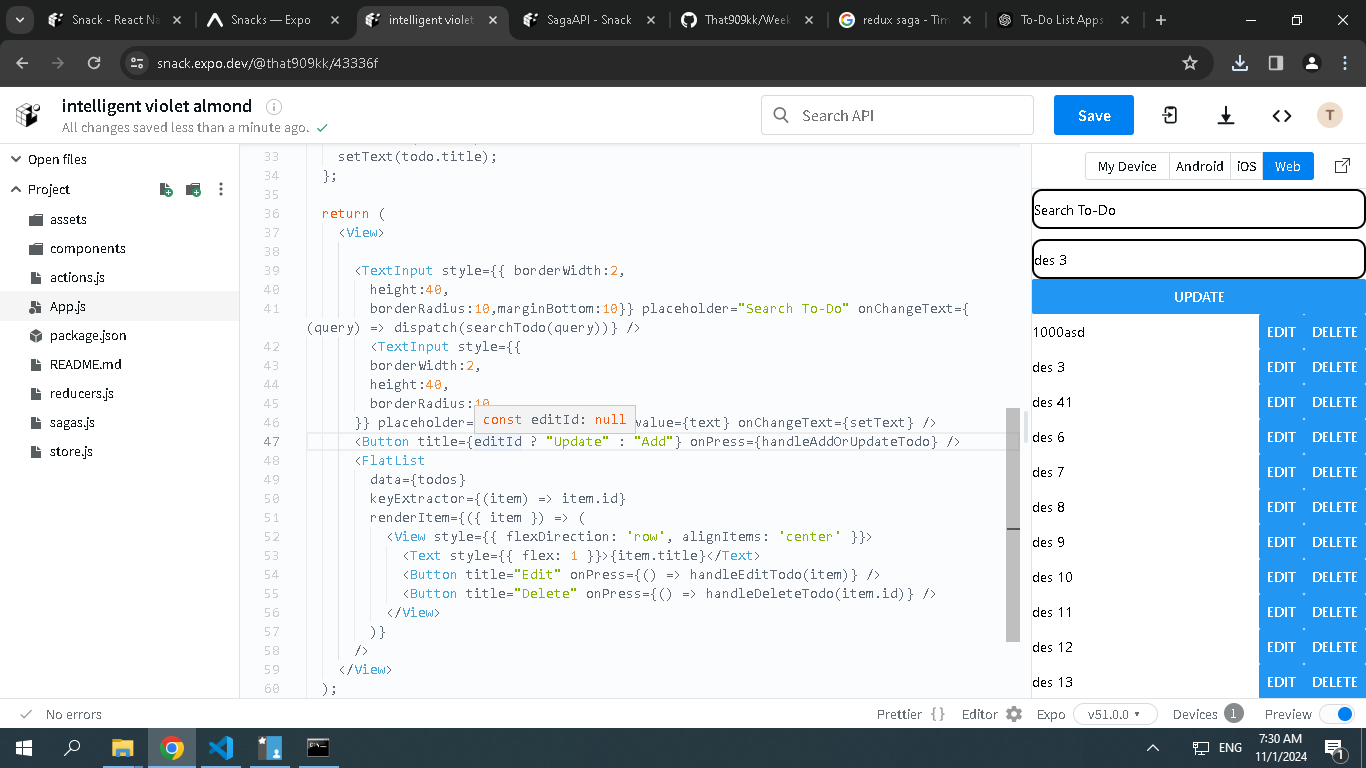 Snack - React Na
Snacks — Expo
intelligent violet
SagaAPI - Snack
That909kk/Week
redux saga - Tim
To-Do List Apps
snack.expo.dev/@that909kk/43336f
intelligent violet almond
All changes saved less than a minute ago.
Search API
Save
T
Open files
Project
assets
components
actions.js
App.js
package.json
README.md
reducers.js
sagas.js
store.js
33 setText(todo.title);
34 };
35
36 return (
37 <View>
38
39 <TextInput style={{ borderWidth:2,
40 height:40,
41 borderRadius:10,marginBottom:10}} placeholder="Search To-Do" onChangeText={
(query) => dispatch(searchTodo(query))} />
42 <TextInput style={{
43 borderWidth:2,
44 height:40,
45 borderRadius:10
const editId: null
46 }} placeholder= value={text} onChangeText={setText} />
47 <Button title={editId ? "Update" : "Add"} onPress={handleAddOrUpdateTodo} />
48 <FlatList
49 data={todos}
50 keyExtractor={(item) => item.id}
51 renderItem={({ item }) => (
52 <View style={{ flexDirection: 'row', alignItems: 'center' }}>
53 <Text style={{ flex: 1 }}>{item.title}</Text>
54 <Button title="Edit" onPress={() => handleEditTodo(item)} />
55 <Button title="Delete" onPress={() => handleDeleteTodo(item.id)} />
56 </View>
57 )}
58 />
59 </View>
60 );
My Device Android iOS Web
Search To-Do
des 3
UPDATE
1000asd EDIT DELETE
des 3 EDIT DELETE
des 41 EDIT DELETE
des 6 EDIT DELETE
des 7 EDIT DELETE
des 8 EDIT DELETE
des 9 EDIT DELETE
des 10 EDIT DELETE
des 11 EDIT DELETE
des 12 EDIT DELETE
des 13 EDIT DELETE
No errors
Prettier {} Editor Expo v51.0.0 Devices 1 Preview
ENG
7:30 AM
11/1/2024
1